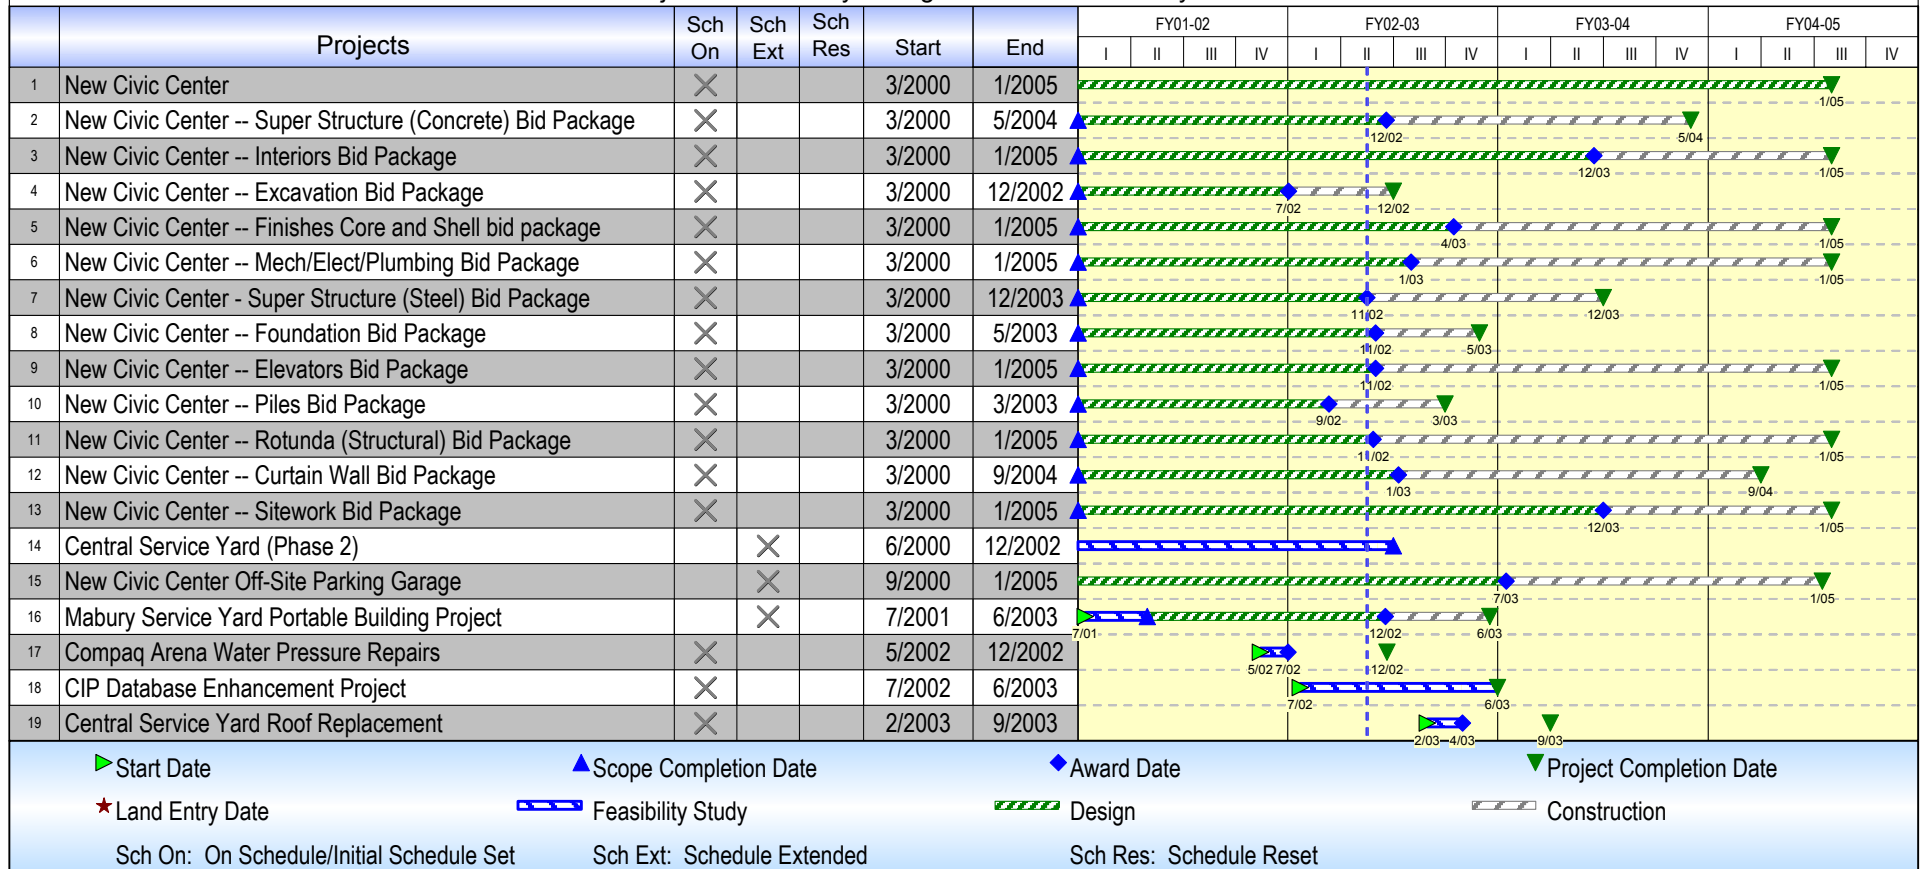 Projects Sch On Sch Ext Sch Res Start End FY01-02 FY02-03 FY03-04 FY04-05
I II III IV I II III IV I II III IV I II III IV
1 New Civic Center 3/2000 1/2005 1/05
2 New Civic Center -- Super Structure (Concrete) Bid Package 3/2000 5/2004 12/02 5/04
3 New Civic Center -- Interiors Bid Package 3/2000 1/2005 12/03 1/05
4 New Civic Center -- Excavation Bid Package 3/2000 12/2002 7/02 12/02
5 New Civic Center -- Finishes Core and Shell bid package 3/2000 1/2005 4/03 1/05
6 New Civic Center -- Mech/Elect/Plumbing Bid Package 3/2000 1/2005 1/03 1/05
7 New Civic Center - Super Structure (Steel) Bid Package 3/2000 12/2003 11/02 12/03
8 New Civic Center -- Foundation Bid Package 3/2000 5/2003 11/02 5/03
9 New Civic Center -- Elevators Bid Package 3/2000 1/2005 11/02 1/05
10 New Civic Center -- Piles Bid Package 3/2000 3/2003 9/02 3/03
11 New Civic Center -- Rotunda (Structural) Bid Package 3/2000 1/2005 11/02 1/05
12 New Civic Center -- Curtain Wall Bid Package 3/2000 9/2004 1/03 9/04
13 New Civic Center -- Sitework Bid Package 3/2000 1/2005 12/03 1/05
14 Central Service Yard (Phase 2) 6/2000 12/2002
15 New Civic Center Off-Site Parking Garage 9/2000 1/2005 7/03 1/05
16 Mabury Service Yard Portable Building Project 7/2001 6/2003 7/01 12/02 6/03
17 Compaq Arena Water Pressure Repairs 5/2002 12/2002 5/02 7/02 12/02
18 CIP Database Enhancement Project 7/2002 6/2003 7/02 6/03
19 Central Service Yard Roof Replacement 2/2003 9/2003 2/03 4/03 9/03
Start Date Scope Completion Date Award Date Project Completion Date
Land Entry Date Feasibility Study Design Construction
Sch On: On Schedule/Initial Schedule Set Sch Ext: Schedule Extended Sch Res: Schedule Reset